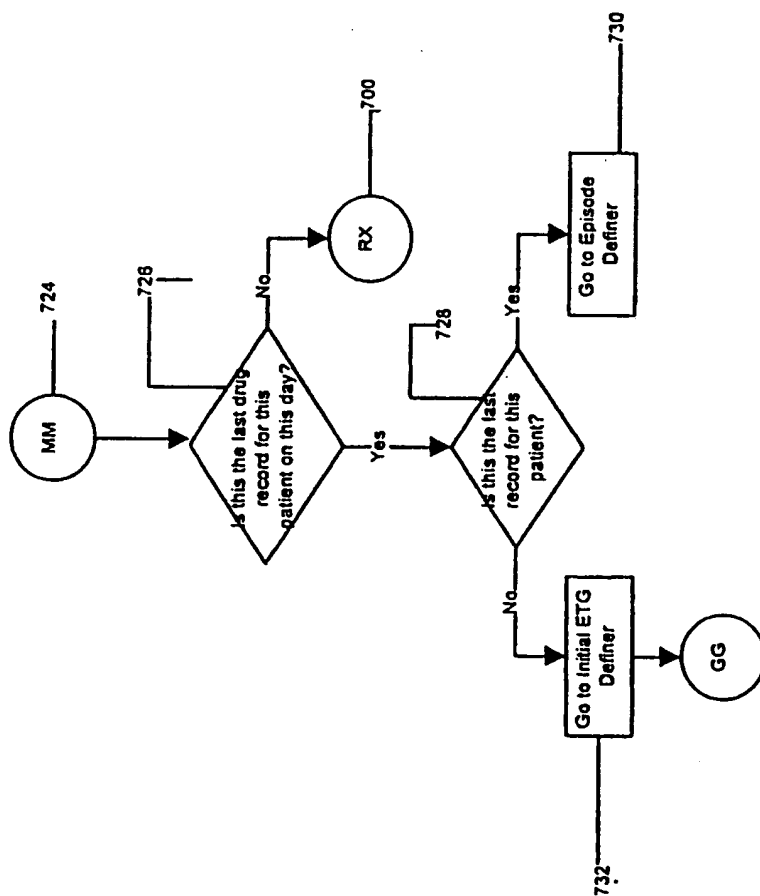 MM
724
Is this the last drug
record for this
patient on this day?
726
No
RX
700
Yes
Is this the last
record for this
patient?
728
Yes
Go to Episode
Definer
730
No
Go to Initial ETG
Definer
732
GG